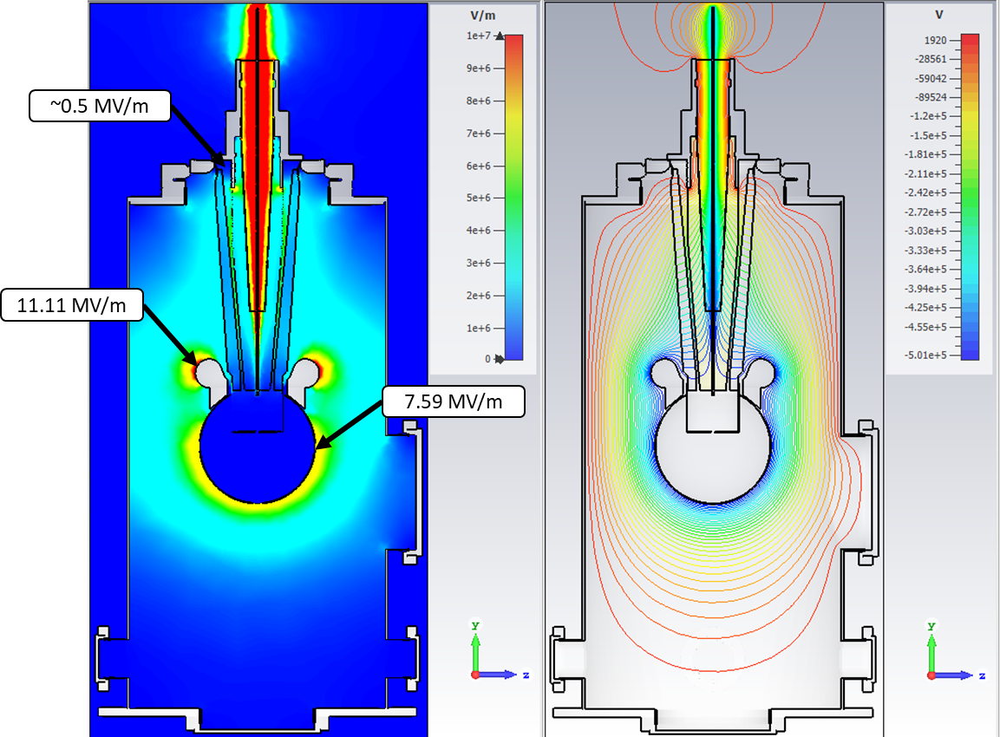 V/m
1e+7
9e+6
8e+6
7e+6
6e+6
5e+6
4e+6
3e+6
2e+6
1e+6
0
~0.5 MV/m
11.11 MV/m
7.59 MV/m
y
z
V
1920
-28561
-59042
-89524
-1.2e+5
-1.5e+5
-1.81e+5
-2.11e+5
-2.42e+5
-2.72e+5
-3.03e+5
-3.33e+5
-3.64e+5
-3.94e+5
-4.25e+5
-4.55e+5
-5.01e+5
y
z